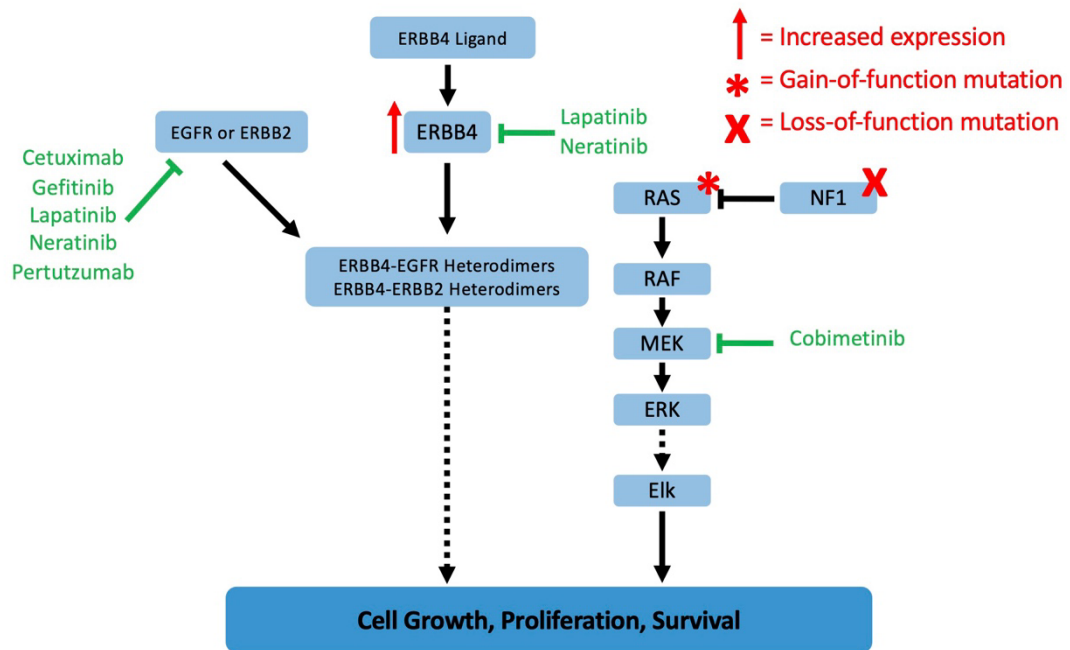 ERBB4 Ligand
= Increased expression
* = Gain-of-function mutation
X = Loss-of-function mutation
EGFR or ERBB2
ERBB4
Lapatinib
Neratinib
Cetuximab
Gefitinib
Lapatinib
Neratinib
Pertutzumab
RAS
*
NF1
X
ERBB4-EGFR Heterodimers
ERBB4-ERBB2 Heterodimers
RAF
MEK
Cobimetinib
ERK
Elk
Cell Growth, Proliferation, Survival